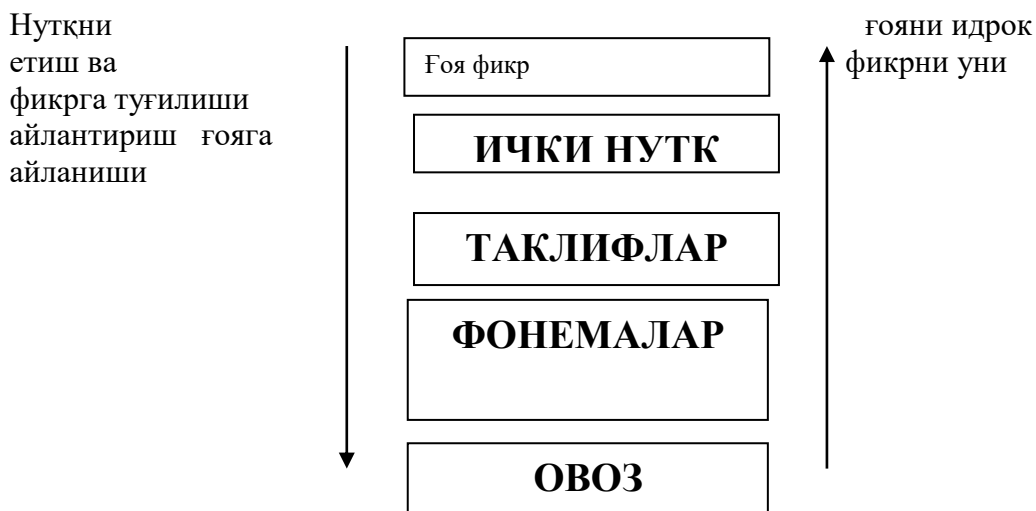 Нутқни ғояни идрок
етиш ва фикрни уни
фикрга туғилиши
айлантириш ғояга
айланиши
Ғоя фикр
ИЧКИ НУТК
ТАКЛИФЛАР
ФОНЕМАЛАР
ОВОЗ